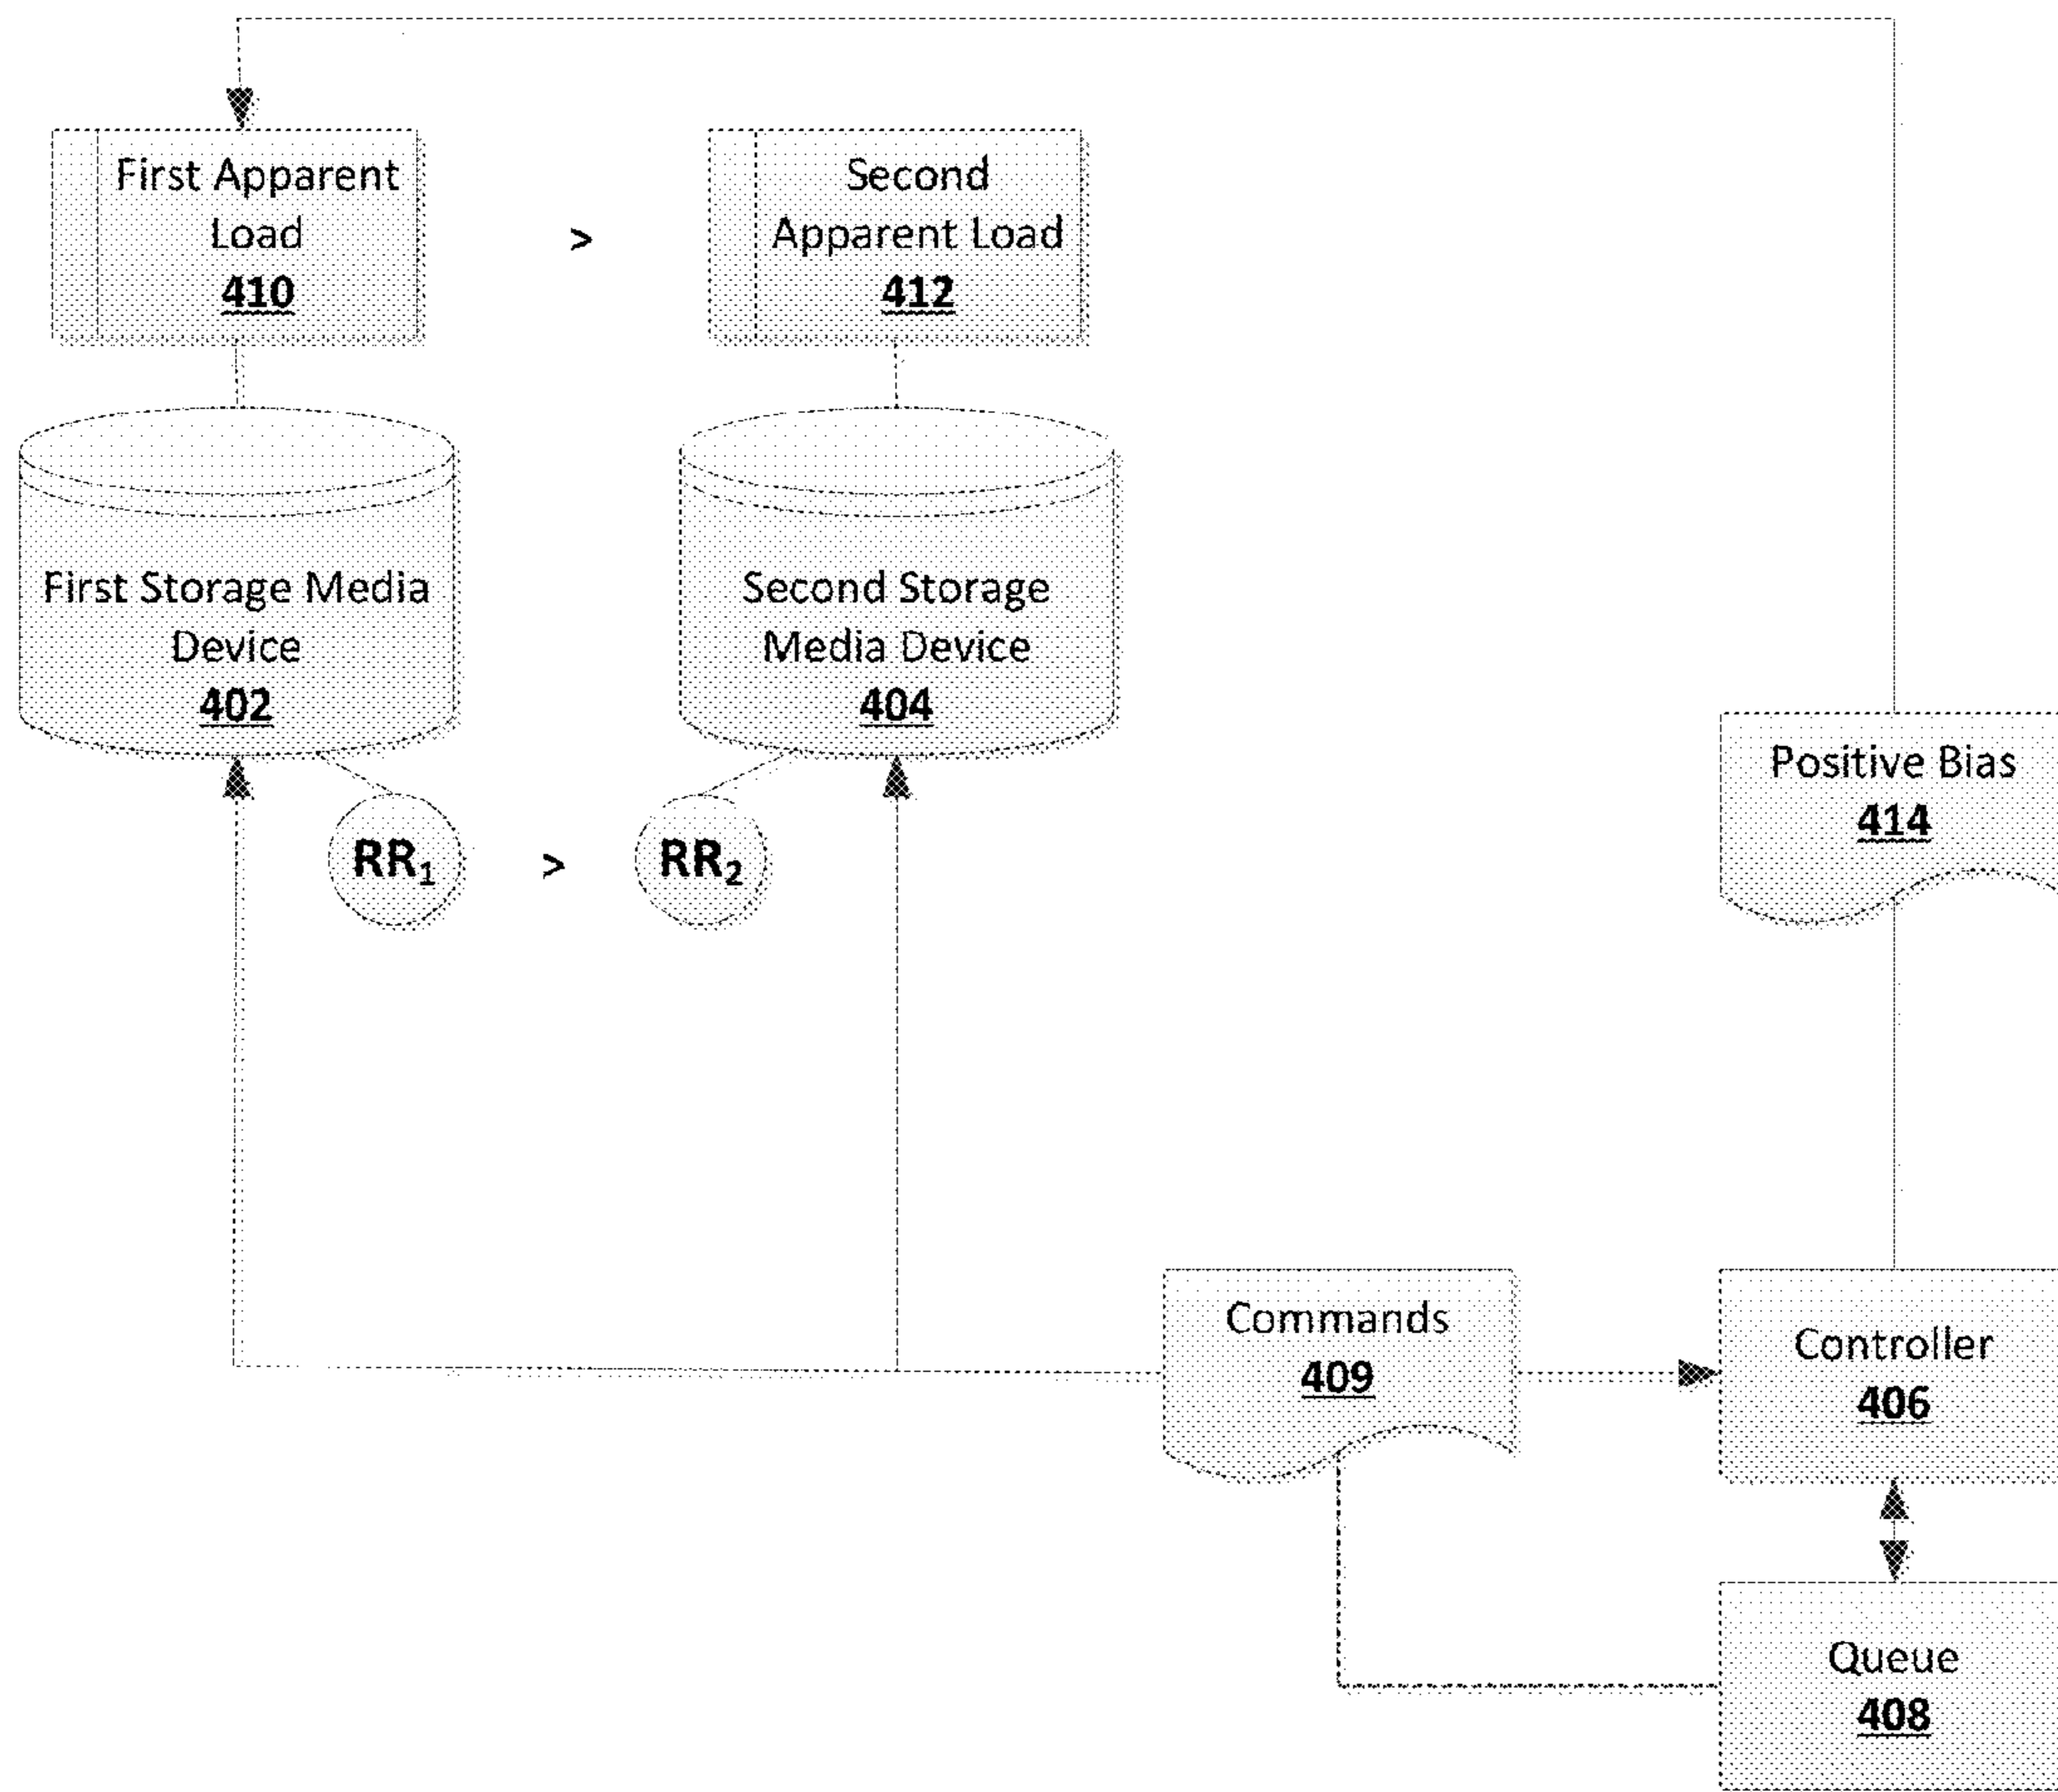 First Apparent
Load
410
>
Second
Apparent Load
412
First Storage Media
Device
402
Second Storage
Media Device
404
Positive Bias
414
RR₁
>
RR₂
Commands
409
Controller
406
Queue
408